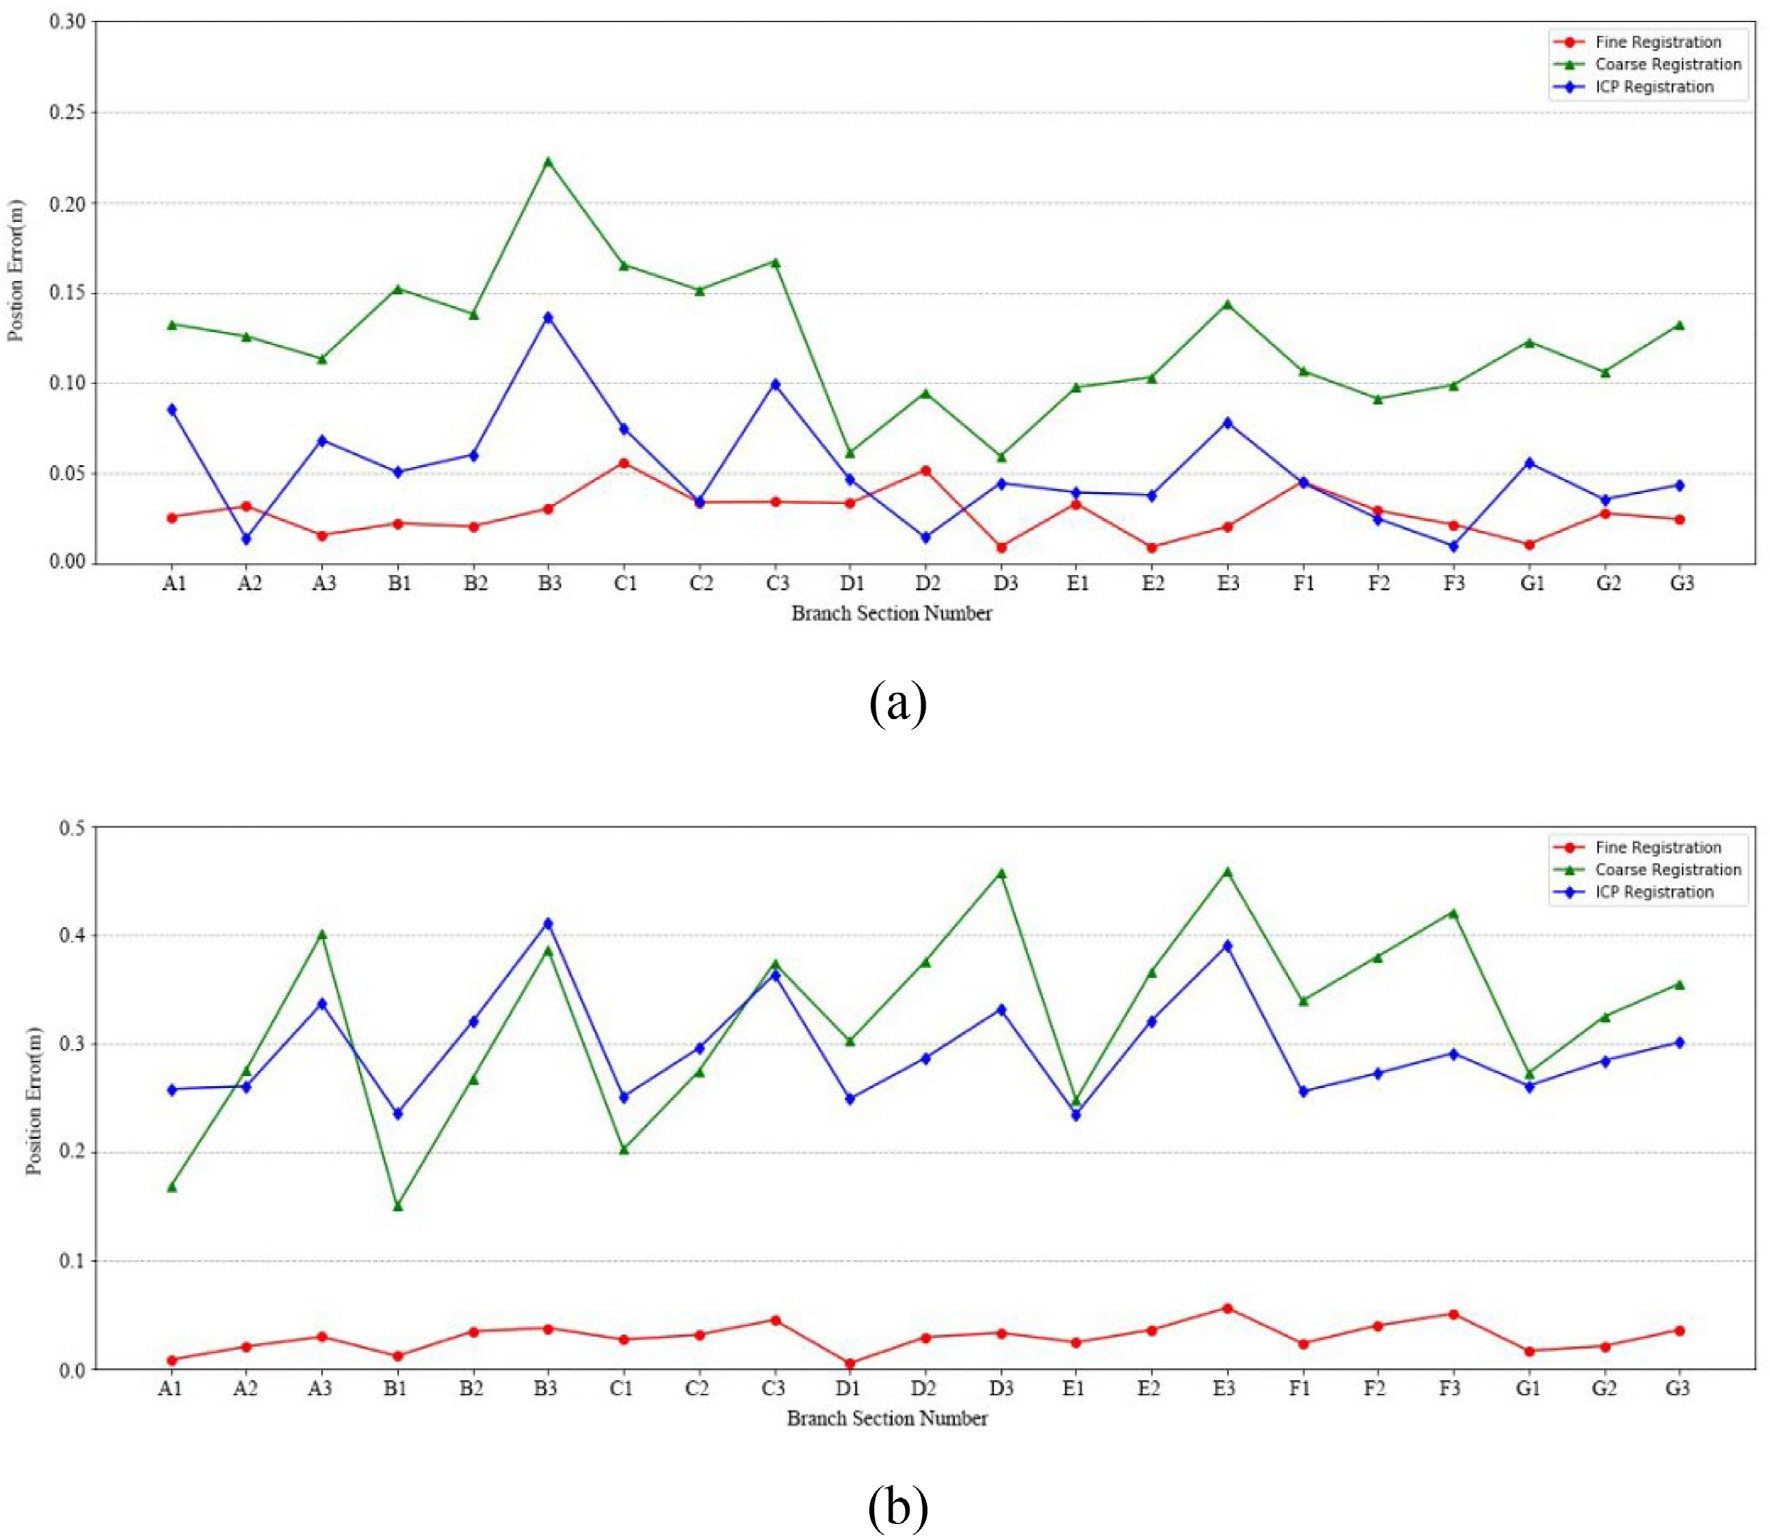 0.30
0.25
0.20
0.15
0.10
0.05
0.00
Postion Error(m)
Fine Registration
Coarse Registration
ICP Registration
A1 A2 A3 B1 B2 B3 C1 C2 C3 D1 D2 D3 E1 E2 E3 F1 F2 F3 G1 G2 G3
Branch Section Number
(a)
0.5
0.4
0.3
0.2
0.1
0.0
Position Error(m)
Fine Registration
Coarse Registration
ICP Registration
A1 A2 A3 B1 B2 B3 C1 C2 C3 D1 D2 D3 E1 E2 E3 F1 F2 F3 G1 G2 G3
Branch Section Number
(b)